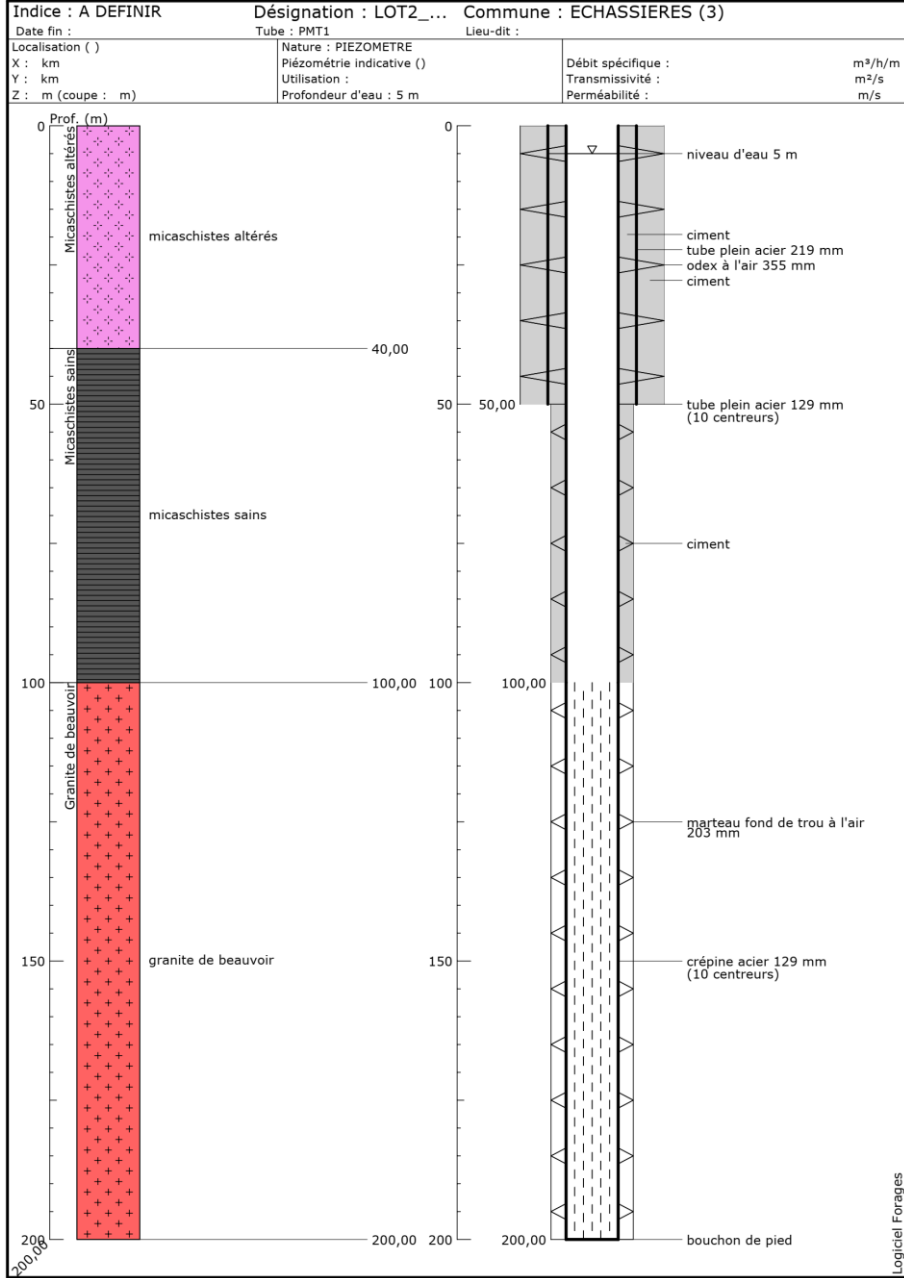 Indice : A DEFINIR Désignation : LOT2_... Commune : ECHASSIERES (3)
Date fin : Tube : PMT1 Lieu-dit :
Localisation ( )
X : km
Y : km
Z : m (coupe : m)
Nature : PIEZOMETRE
Piézométrie indicative ()
Utilisation :
Profondeur d'eau : 5 m
Débit spécifique : m³/h/m
Transmissivité : m²/s
Perméabilité : m/s
Prof. (m)
0
50
100
150
200
200,00
Micaschistes altérés
Micaschistes sains
Granite de beauvoir
micaschistes altérés
40,00
micaschistes sains
100,00
granite de beauvoir
200,00
0
50
100
150
200
50,00
100,00
200,00
niveau d'eau 5 m
ciment
tube plein acier 219 mm
odex à l'air 355 mm
ciment
tube plein acier 129 mm
(10 centreurs)
ciment
marteau fond de trou à l'air
203 mm
crépine acier 129 mm
(10 centreurs)
bouchon de pied
Logiciel Forages